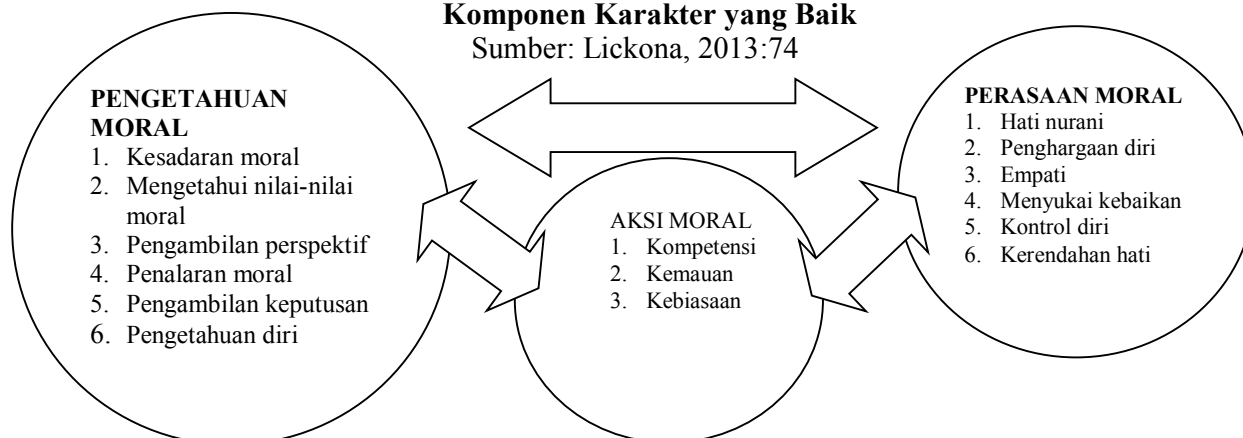 Komponen Karakter yang Baik
Sumber: Lickona, 2013:74
PENGETAHUAN
MORAL
1. Kesadaran moral
2. Mengetahui nilai-nilai
moral
3. Pengambilan perspektif
4. Penalaran moral
5. Pengambilan keputusan
6. Pengetahuan diri
AKSI MORAL
1. Kompetensi
2. Kemauan
3. Kebiasaan
PERASAAN MORAL
1. Hati nurani
2. Penghargaan diri
3. Empati
4. Menyukai kebaikan
5. Kontrol diri
6. Kerendahan hati